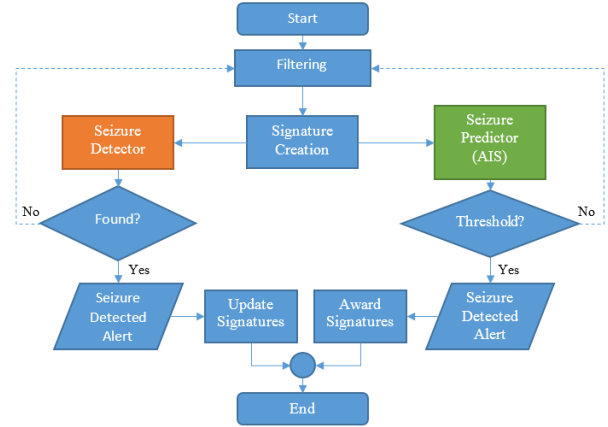 Start
Filtering
Signature
Creation
Seizure
Detector
Seizure
Predictor
(AIS)
No
Found?
Threshold?
No
Yes
Yes
Seizure
Detected
Alert
Update
Signatures
Award
Signatures
Seizure
Detected
Alert
End